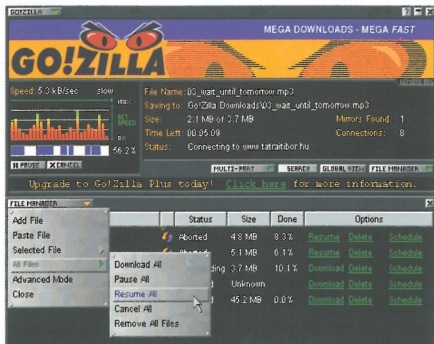 GO!ZILLA
MEGA DOWNLOADS - MEGA FAST
GO!ZILLA
Speed: 5.3 kB/sec slow
max
SET SPEED
off
56.2%
PAUSE CANCEL
File Name: 03_wait_until_tomorrow.mp3
Saving to: Go!Zilla Downloads\03_wait_until_tomorrow.mp3
Size: 2.1 MB of 3.7 MB Mirrors Found: 1
Time Left: 00:05:09 Connections: 8
Status: Connecting to www.tatraitibor.hu
MULTI-PART SEARCH GLOBAL VIEW FILE MANAGER
Upgrade to Go!Zilla Plus today! Click here for more information.
FILE MANAGER
Status Size Done Options
Add File
Paste File
Selected File
All Files
Advanced Mode
Close
Download All
Pause All
Resume All
Cancel All
Remove All Files
Aborted 4.8 MB 8.3% Resume Delete Schedule
5.1 MB 6.1% Resume Delete Schedule
ding 3.7 MB 10.1% Download Delete Schedule
Unknown Download Delete Schedule
45.2 MB 0.0% Download Delete Schedule